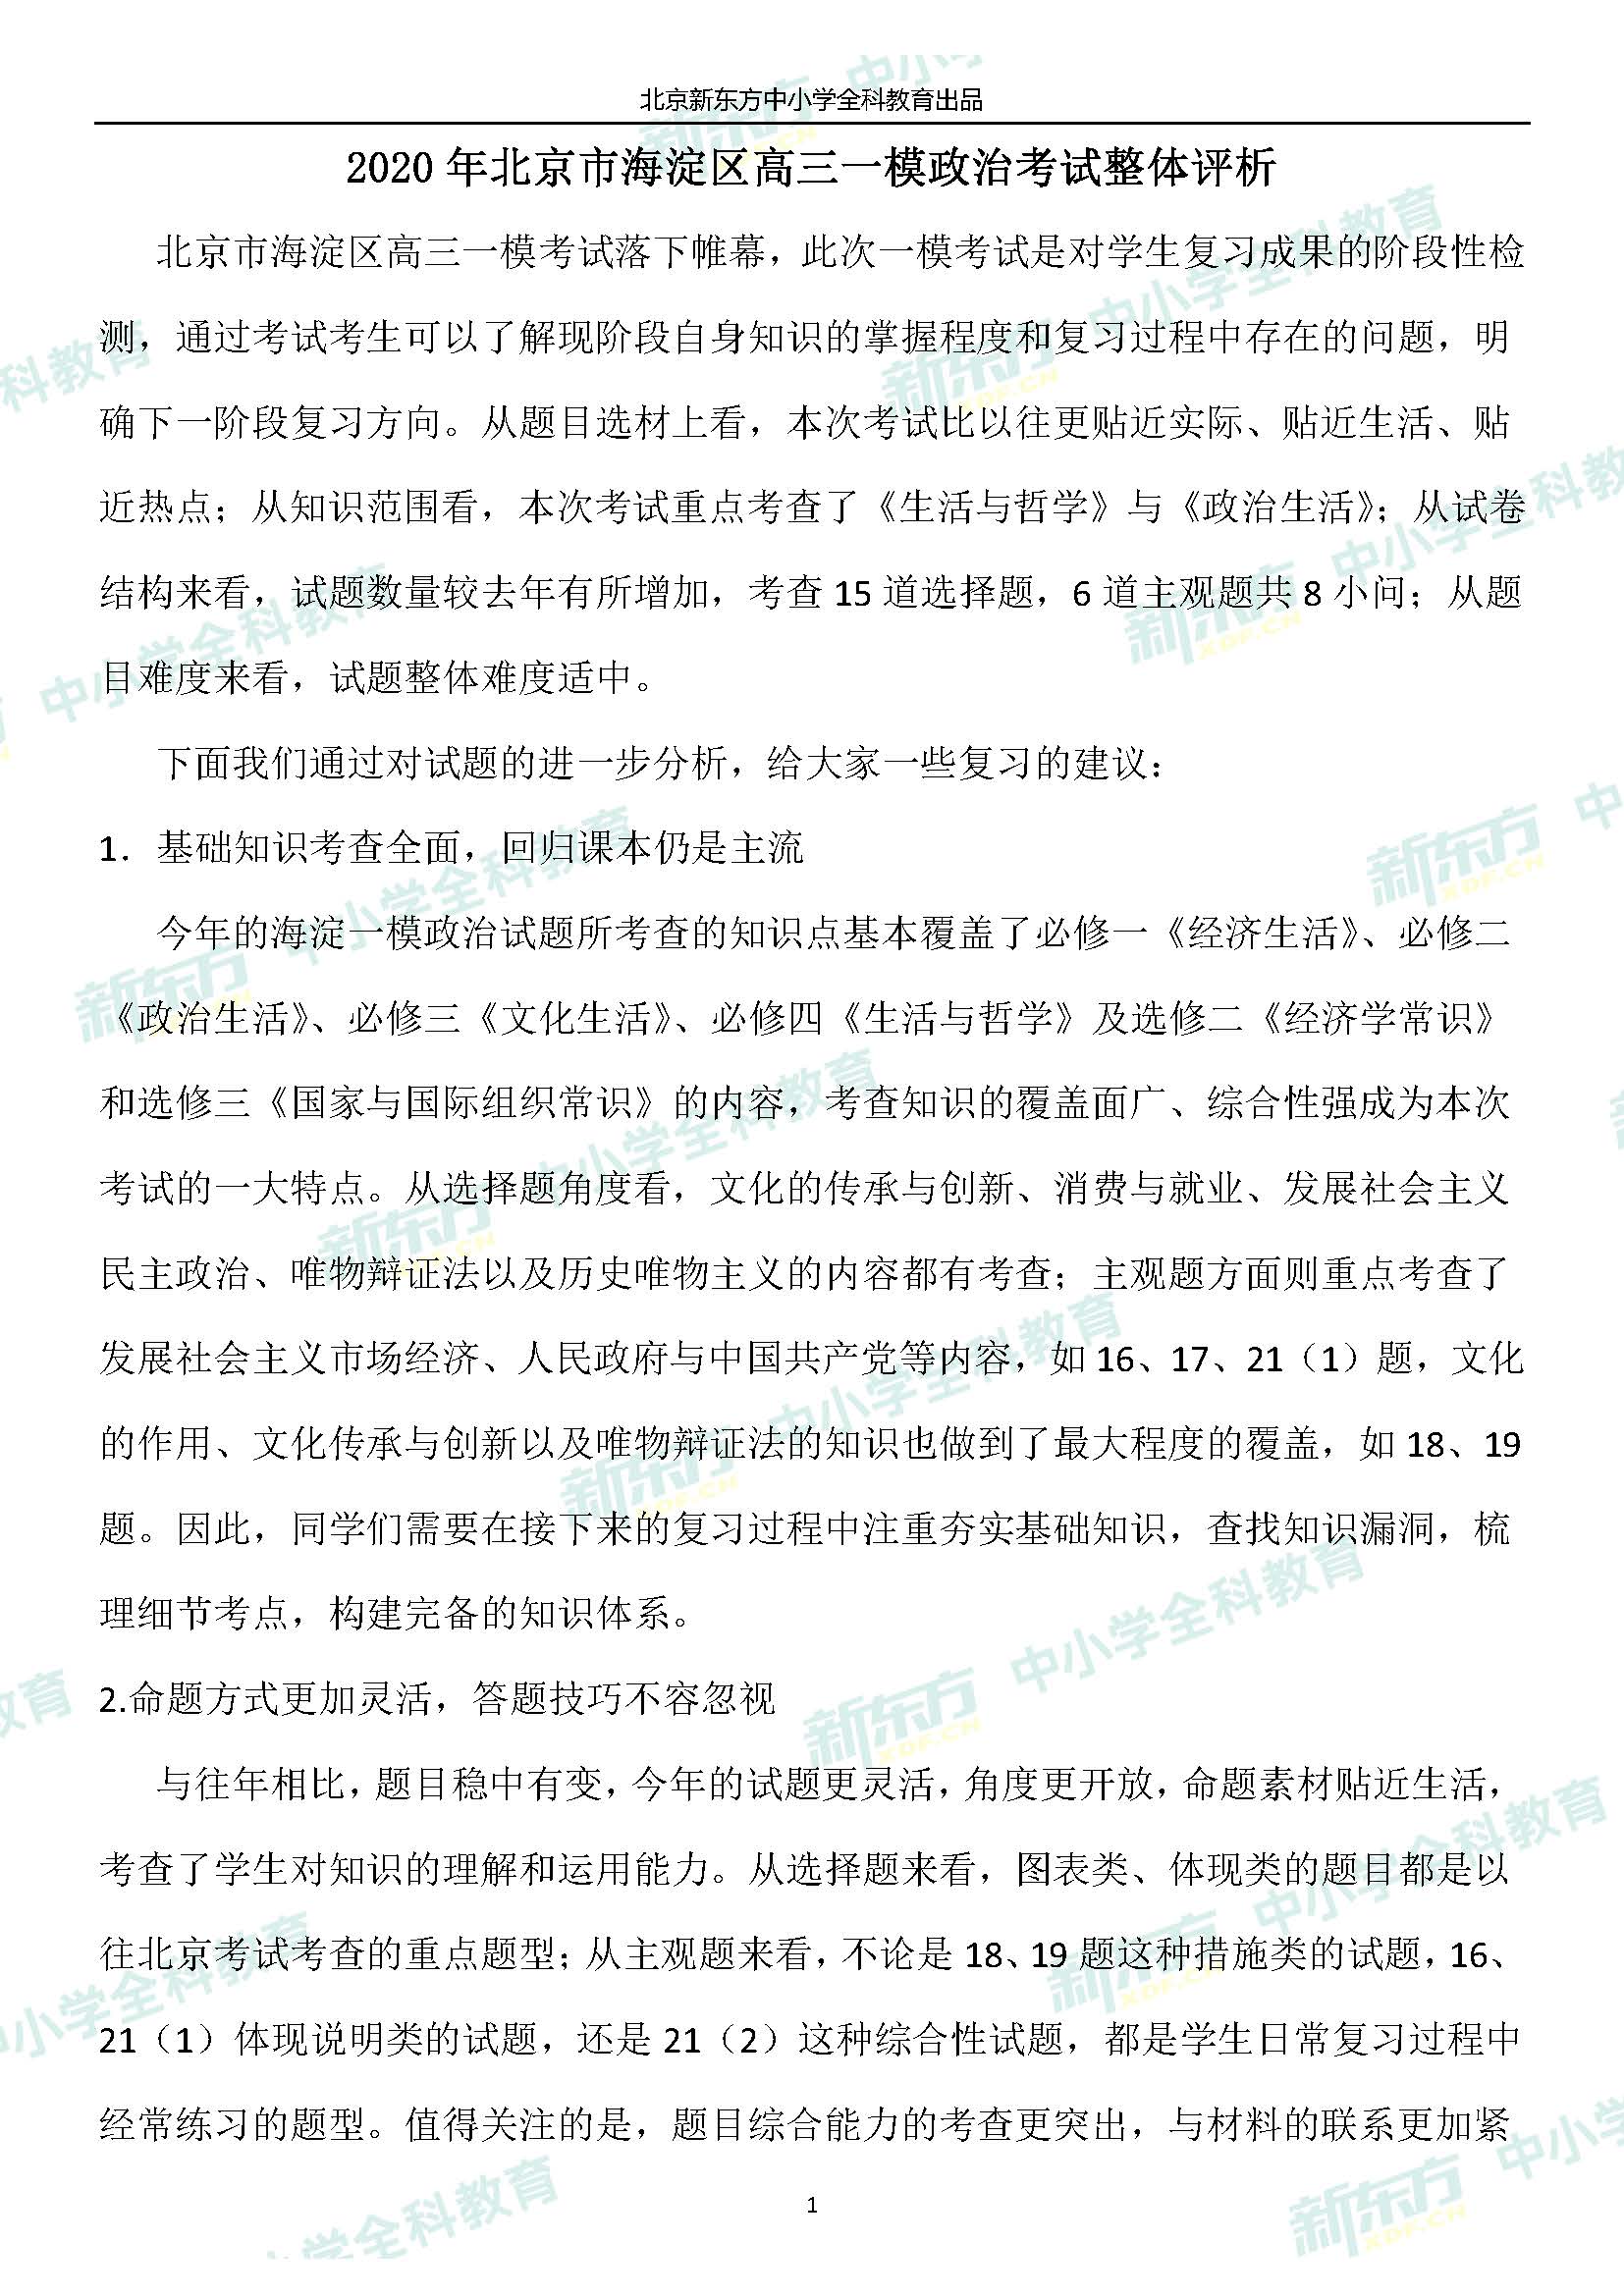 北京新东方中小学全科教育出品
2020 年北京市海淀区高三一模政治考试整体评析
北京市海淀区高三一模考试落下帷幕，此次一模考试是对学生复习成果的阶段性检
测，通过考试考生可以了解现阶段自身知识的掌握程度和复习过程中存在的问题，明
确下一阶段复习方向。从题目选材上看，本次考试比以往更贴近实际、贴近生活、贴
近热点；从知识范围看，本次考试重点考查了《生活与哲学》与《政治生活》；从试卷
结构来看，试题数量较去年有所增加，考查 15 道选择题，6 道主观题共 8 小问；从题
目难度来看，试题整体难度适中。
下面我们通过对试题的进一步分析，给大家一些复习的建议：
1．基础知识考查全面，回归课本仍是主流
今年的海淀一模政治试题所考查的知识点基本覆盖了必修一《经济生活》、必修二
《政治生活》、必修三《文化生活》、必修四《生活与哲学》及选修二《经济学常识》
和选修三《国家与国际组织常识》的内容，考查知识的覆盖面广、综合性强成为本次
考试的一大特点。从选择题角度看，文化的传承与创新、消费与就业、发展社会主义
民主政治、唯物辩证法以及历史唯物主义的内容都有考查；主观题方面则重点考查了
发展社会主义市场经济、人民政府与中国共产党等内容，如 16、17、21（1）题，文化
的作用、文化传承与创新以及唯物辩证法的知识也做到了最大程度的覆盖，如 18、19
题。因此，同学们需要在接下来的复习过程中注重夯实基础知识，查找知识漏洞，梳
理细节考点，构建完备的知识体系。
2.命题方式更加灵活，答题技巧不容忽视
与往年相比，题目稳中有变，今年的试题更灵活，角度更开放，命题素材贴近生活，
考查了学生对知识的理解和运用能力。从选择题来看，图表类、体现类的题目都是以
往北京考试考查的重点题型；从主观题来看，不论是 18、19 题这种措施类的试题，16、
21（1）体现说明类的试题，还是 21（2）这种综合性试题，都是学生日常复习过程中
经常练习的题型。值得关注的是，题目综合能力的考查更突出，与材料的联系更加紧
1